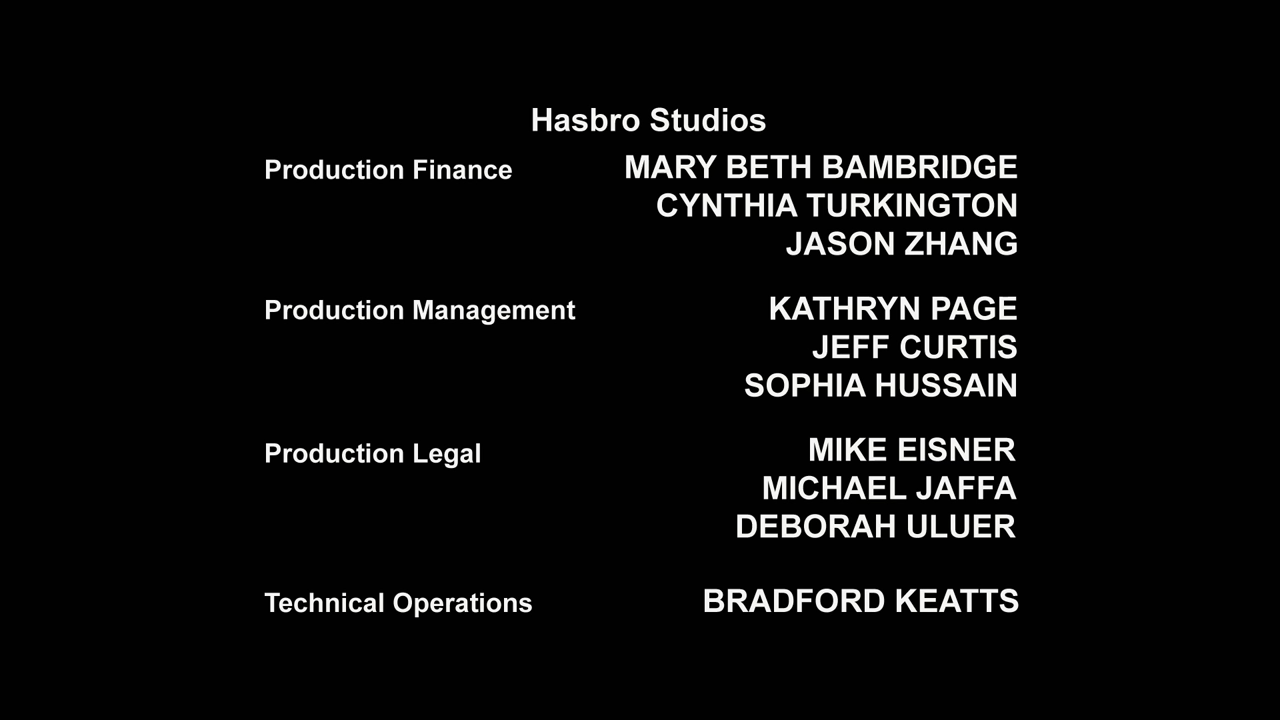 Hasbro Studios
Production Finance MARY BETH BAMBRIDGE
CYNTHIA TURKINGTON
JASON ZHANG
Production Management KATHRYN PAGE
JEFF CURTIS
SOPHIA HUSSAIN
Production Legal MIKE EISNER
MICHAEL JAFFA
DEBORAH ULUER
Technical Operations BRADFORD KEATTS